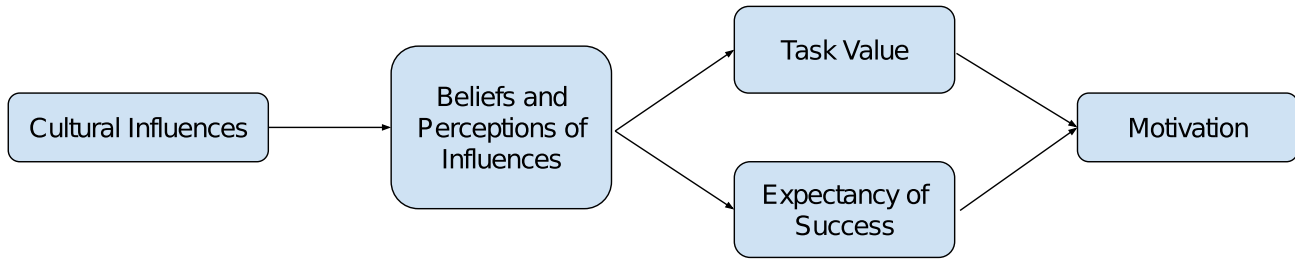 Cultural Influences
Beliefs and
Perceptions of
Influences
Task Value
Expectancy of
Success
Motivation